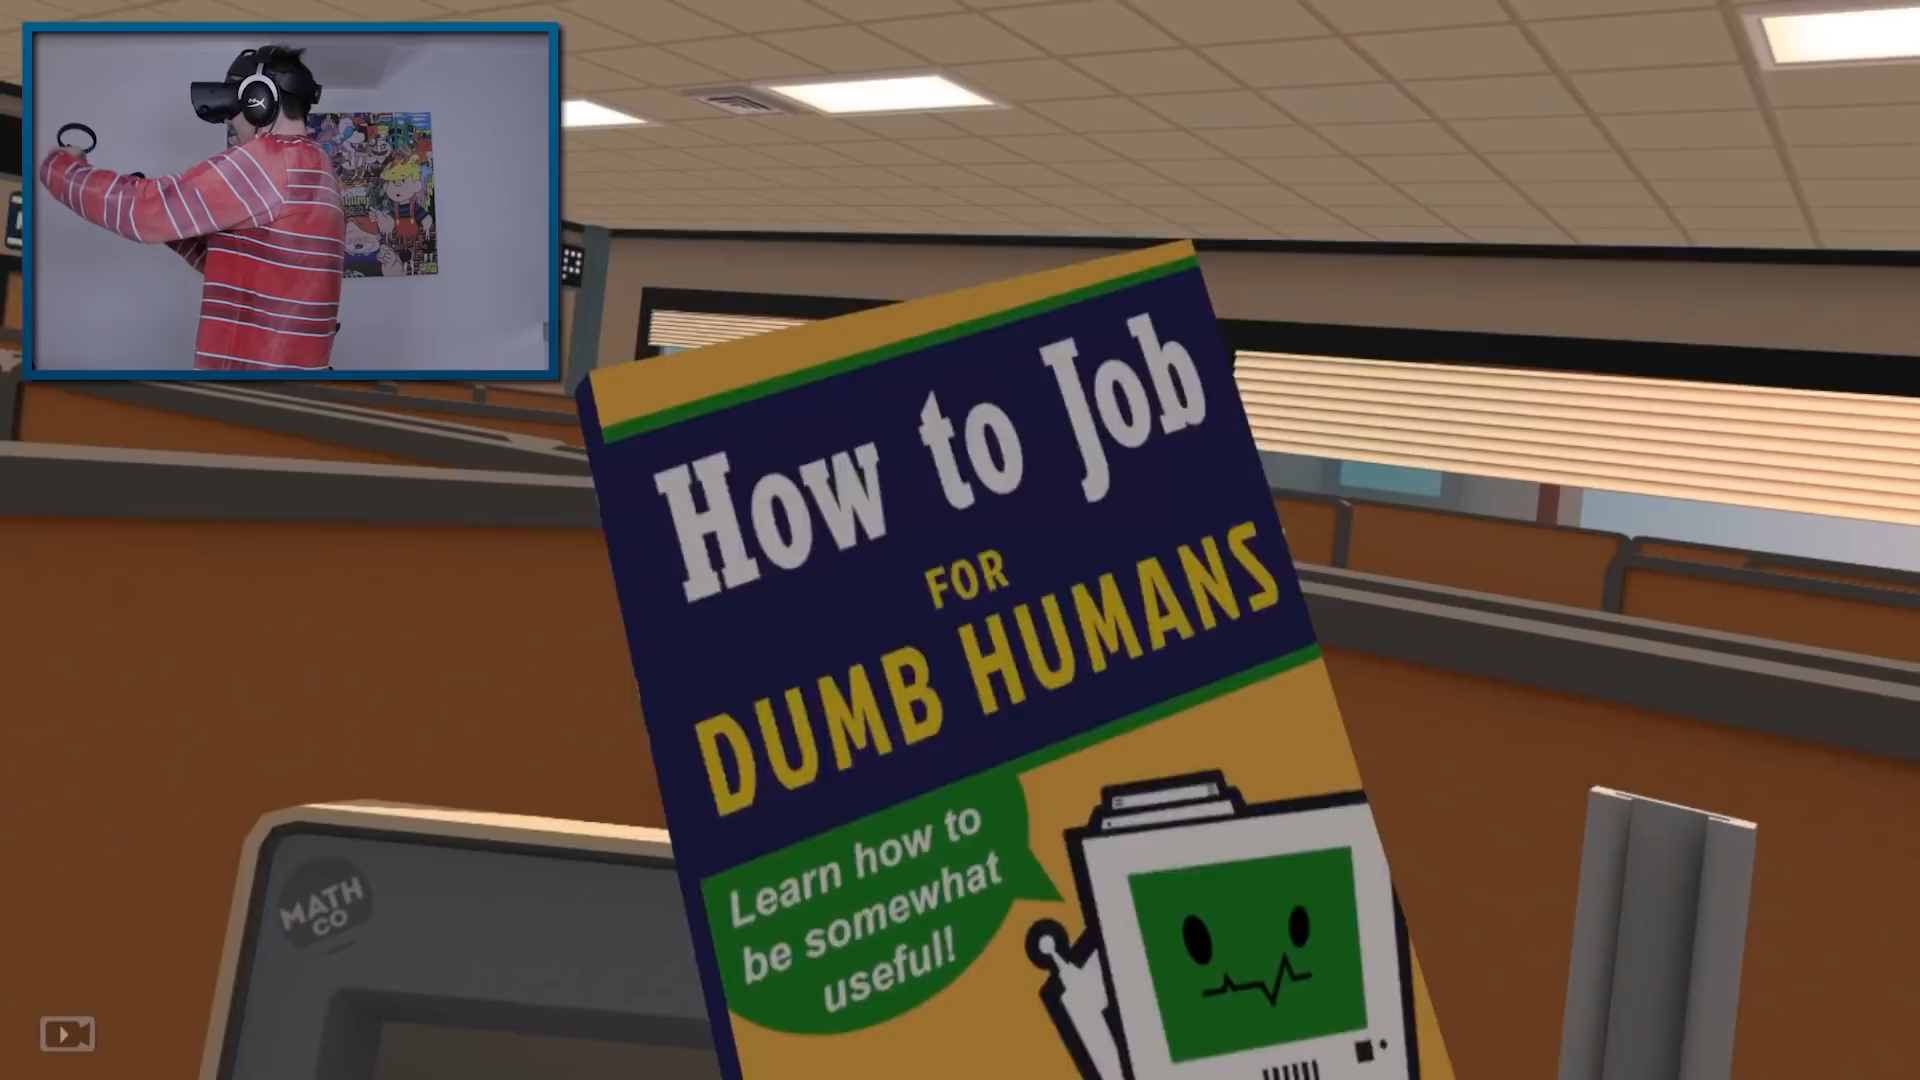 How to Job
FOR
DUMB HUMANS
Learn how to
be somewhat
useful!
MATH
CO